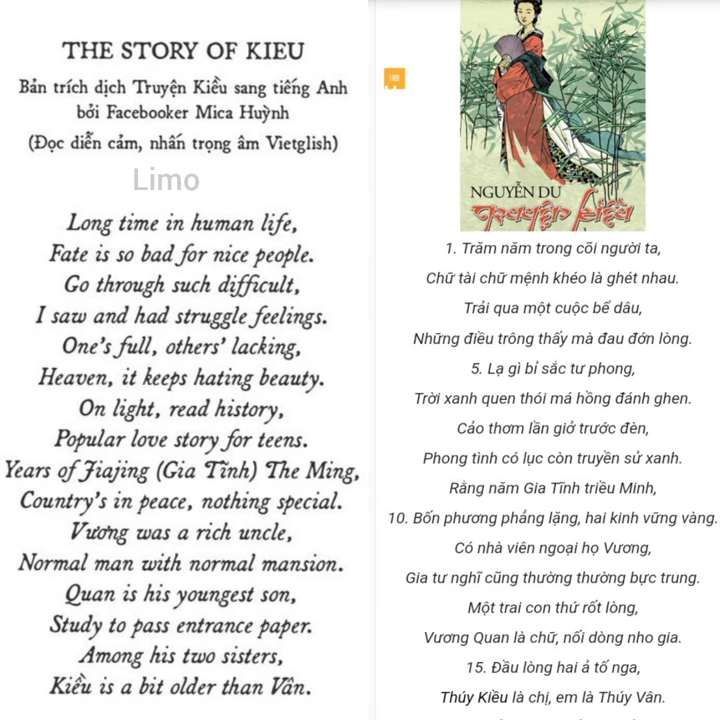 THE STORY OF KIEU
Bản trích dịch Truyện Kiều sang tiếng Anh
bởi Facebooker Mica Huỳnh
(Đọc diễn cảm, nhấn trọng âm Vietglish)
Limo
Long time in human life,
Fate is so bad for nice people.
Go through such difficult,
I saw and had struggle feelings.
One's full, others' lacking,
Heaven, it keeps hating beauty.
On light, read history,
Popular love story for teens.
Years of Jiajing (Gia Tĩnh) The Ming,
Country's in peace, nothing special.
Vương was a rich uncle,
Normal man with normal mansion.
Quan is his youngest son,
Study to pass entrance paper.
Among his two sisters,
Kiều is a bit older than Vân.
NGUYỄN DU
Truyện Kiều
1. Trăm năm trong cõi người ta,
Chữ tài chữ mệnh khéo là ghét nhau.
Trải qua một cuộc bể dâu,
Những điều trông thấy mà đau đớn lòng.
5. Lạ gì bỉ sắc tư phong,
Trời xanh quen thói má hồng đánh ghen.
Cảo thơm lần giở trước đèn,
Phong tình có lục còn truyền sử xanh.
Rằng năm Gia Tĩnh triều Minh,
10. Bốn phương phẳng lặng, hai kinh vững vàng.
Có nhà viên ngoại họ Vương,
Gia tư nghĩ cũng thường thường bực trung.
Một trai con thứ rốt lòng,
Vương Quan là chữ, nối dòng nho gia.
15. Đầu lòng hai ả tố nga,
Thúy Kiều là chị, em là Thúy Vân.